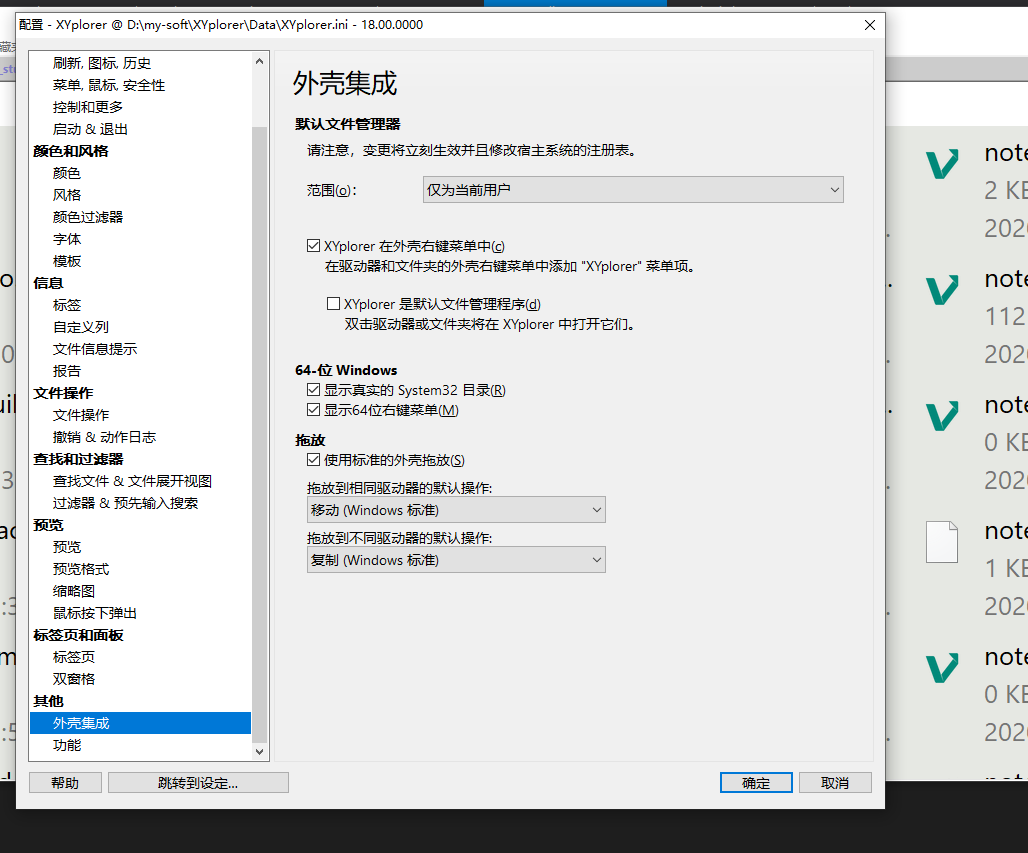 配置 - XYplorer @ D:\my-soft\XYplorer\Data\XYplorer.ini - 18.00.0000
刷新, 图标, 历史
菜单, 鼠标, 安全性
控制和更多
启动 & 退出
颜色和风格
颜色
风格
颜色过滤器
字体
模板
信息
标签
自定义列
文件信息提示
报告
文件操作
文件操作
撤销 & 动作日志
查找和过滤器
查找文件 & 文件展开视图
过滤器 & 预先输入搜索
预览
预览
预览格式
缩略图
鼠标按下弹出
标签页和面板
标签页
双窗格
其他
外壳集成
功能
外壳集成
默认文件管理器
请注意，变更将立刻生效并且修改宿主系统的注册表。
范围(o)：
仅为当前用户
XYplorer 在外壳右键菜单中(c)
在驱动器和文件夹的外壳右键菜单中添加 "XYplorer" 菜单项。
XYplorer 是默认文件管理程序(d)
双击驱动器或文件夹将在 XYplorer 中打开它们。
64-位 Windows
显示真实的 System32 目录(R)
显示64位右键菜单(M)
拖放
使用标准的外壳拖放(S)
拖放到相同驱动器的默认操作:
移动 (Windows 标准)
拖放到不同驱动器的默认操作:
复制 (Windows 标准)
帮助
跳转到设定...
确定
取消
note
2 KB
2020
note
112
2020
note
0 KB
2020
note
1 KB
2020
note
0 KB
2020